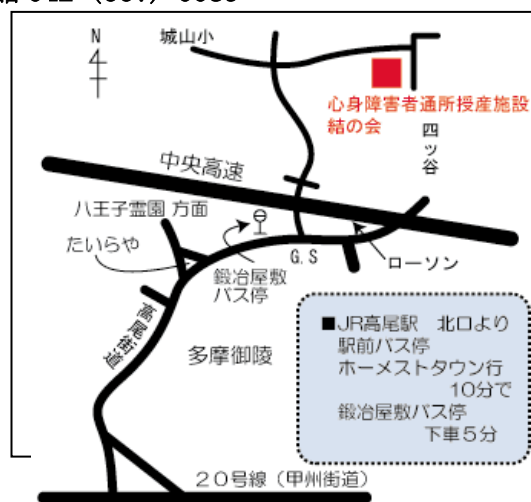 N
城山小
心身障害者通所授産施設
結の会
四ッ谷
中央高速
八王子霊園 方面
たいらや
鍛冶屋敷
バス停
G.S
ローソン
高尾街道
多摩御陵
■JR高尾駅 北口より
駅前バス停
ホーメストタウン行
10分で
鍛冶屋敷バス停
下車5分
20号線(甲州街道)